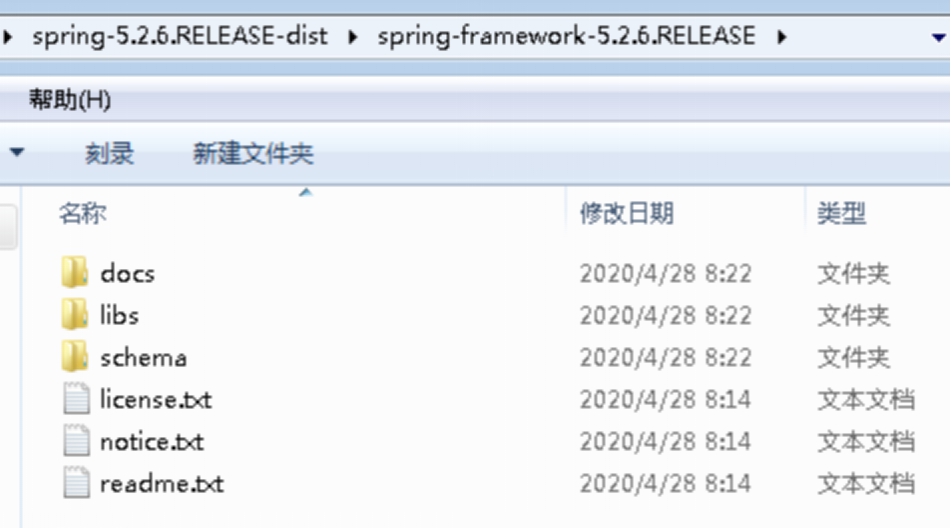 spring-5.2.6.RELEASE-dist spring-framework-5.2.6.RELEASE
帮助(H)
刻录 新建文件夹
名称 修改日期 类型
docs 2020/4/28 8:22 文件夹
libs 2020/4/28 8:22 文件夹
schema 2020/4/28 8:22 文件夹
license.txt 2020/4/28 8:14 文本文档
notice.txt 2020/4/28 8:14 文本文档
readme.txt 2020/4/28 8:14 文本文档